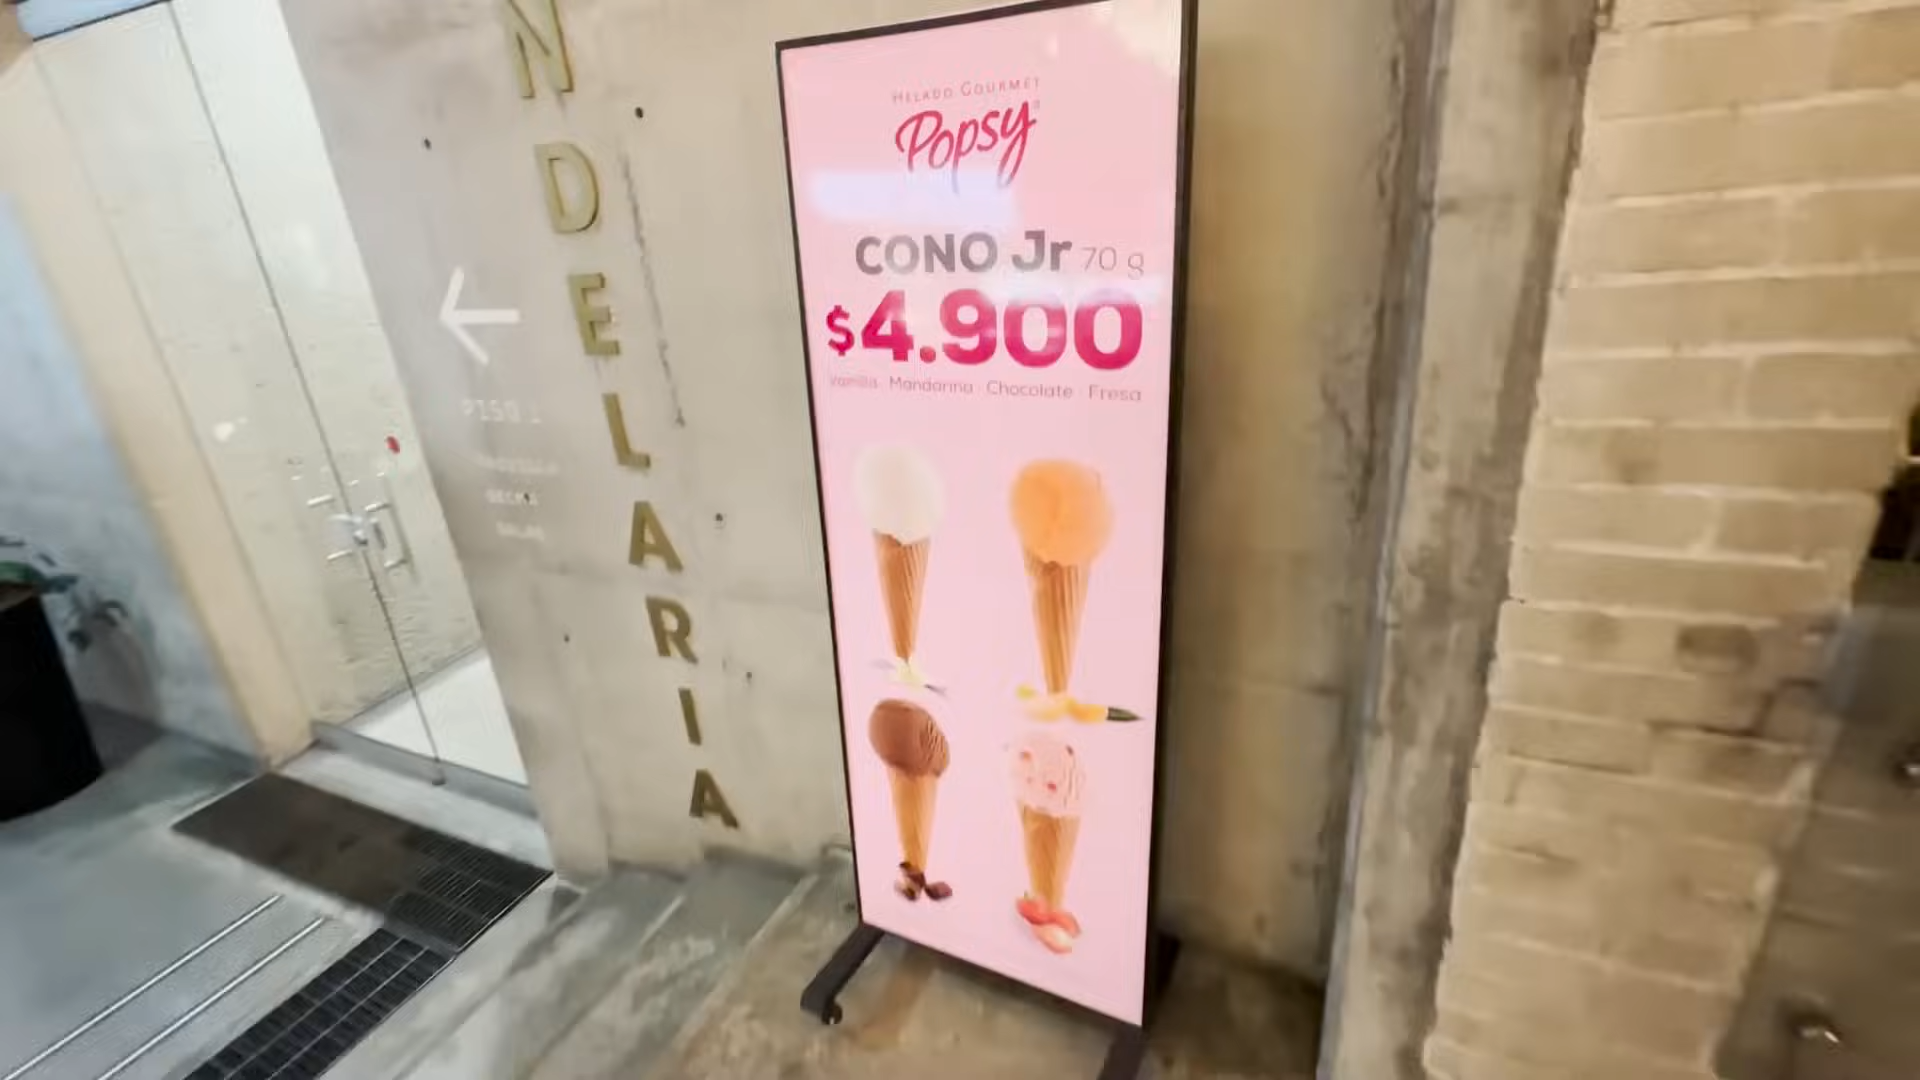 NDELARIA
PISO 1
HELADO GOURMET
Popsy
CONO Jr 70 g
$4.900
Vainilla · Mandarina · Chocolate · Fresa